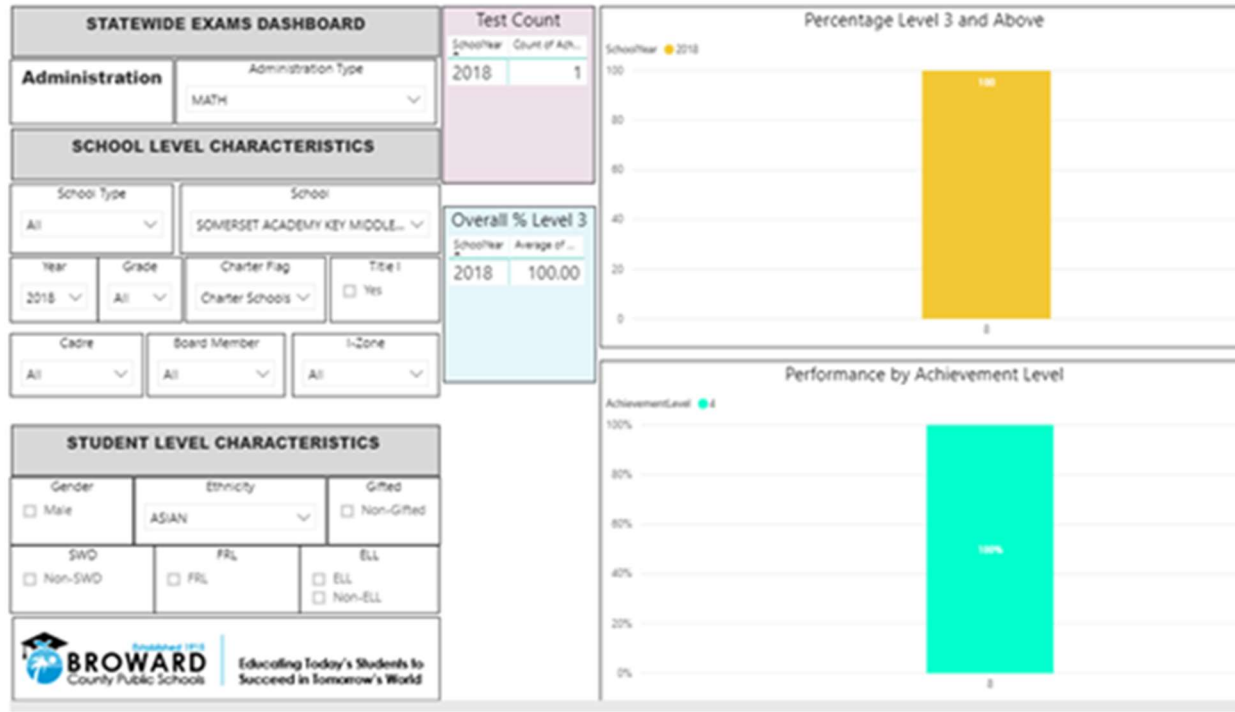 STATEWIDE EXAMS DASHBOARD
Administration
Administration Type
MATH
SCHOOL LEVEL CHARACTERISTICS
School Type
All
School
SOMERSET ACADEMY KEY MIDDLE...
Year
2018
Grade
All
Charter Flag
Charter Schools
Title I
Yes
Cadre
All
Board Member
All
I-Zone
All
STUDENT LEVEL CHARACTERISTICS
Gender
Male
Ethnicity
ASIAN
Gifted
Non-Gifted
SWD
Non-SWD
FRL
FRL
ELL
ELL
Non-ELL
Established 1915
BROWARD
County Public Schools
Educating Today's Students to
Succeed in Tomorrow's World
Test Count
SchoolYear Count of Ach...
2018 1
Overall % Level 3
SchoolYear Average of ...
2018 100.00
Percentage Level 3 and Above
SchoolYear 2018
100
80
60
40
20
0
100
8
Performance by Achievement Level
AchievementLevel 4
100%
80%
60%
40%
20%
0%
100%
8